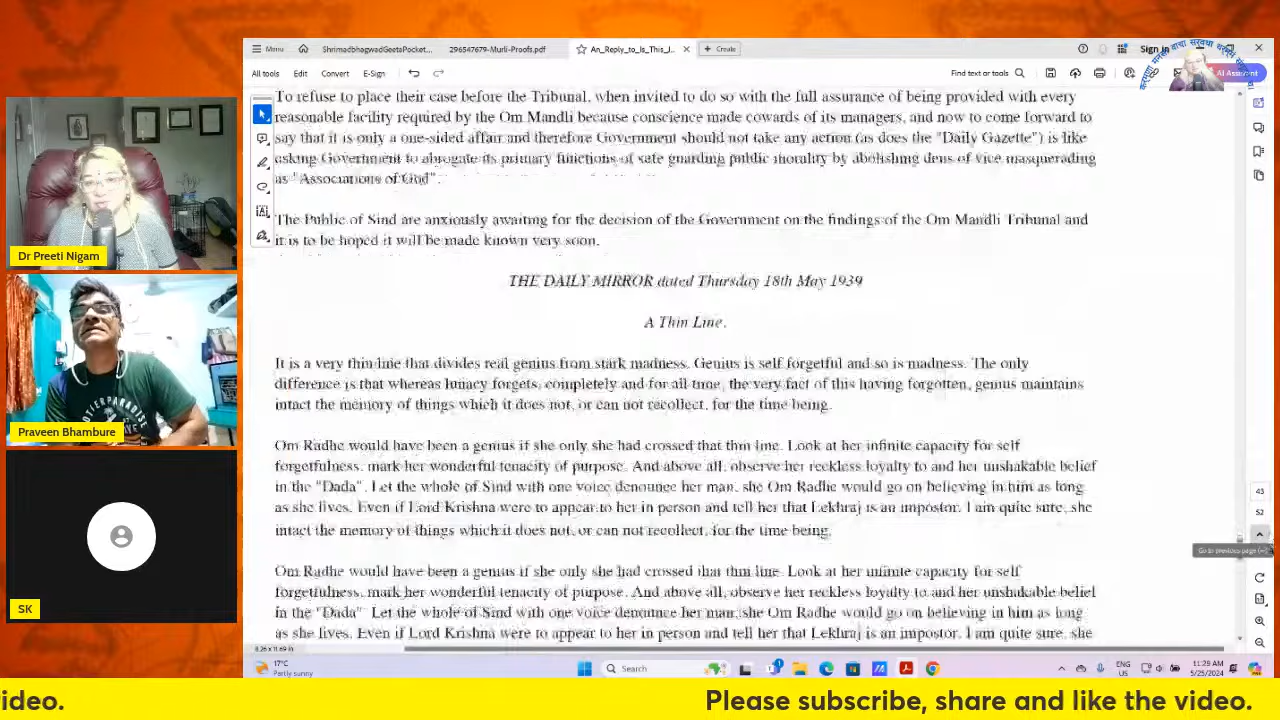 Menu
ShrimadbhagwadGeetaPocket...
296547679-Murli-Proofs.pdf
An_Reply_to_Is_This_J...
Create
Sign in
All tools
Edit
Convert
E-Sign
Find text or tools
AI Assistant
To refuse to place their case before the Tribunal, when invited to do so with the full assurance of being provided with every
reasonable facility required by the Om Mandli because conscience made cowards of its managers, and now to come forward to
say that it is only a one-sided affair and therefore Government should not take any action (as does the "Daily Gazette") is like
asking Government to abrogate its primary functions of safe guarding public morality by abolishing dens of vice masquerading
as "Associations of God".
The Public of Sind are anxiously awaiting for the decision of the Government on the findings of the Om Mandli Tribunal and
it is to be hoped it will be made known very soon.
THE DAILY MIRROR dated Thursday 18th May 1939
A Thin Line.
It is a very thin line that divides real genius from stark madness. Genius is self forgetful and so is madness. The only
difference is that whereas lunacy forgets, completely and for all time, the very fact of this having forgotten, genius maintains
intact the memory of things which it does not, or can not recollect, for the time being.
Om Radhe would have been a genius if she only she had crossed that thin line. Look at her infinite capacity for self
forgetfulness, mark her wonderful tenacity of purpose. And above all, observe her reckless loyalty to and her unshakable belief
in the "Dada". Let the whole of Sind with one voice denounce her man, she Om Radhe would go on believing in him as long
as she lives. Even if Lord Krishna were to appear to her in person and tell her that Lekhraj is an impostor. I am quite sure, she
intact the memory of things which it does not, or can not recollect, for the time being.
Om Radhe would have been a genius if she only she had crossed that thin line. Look at her infinite capacity for self
forgetfulness, mark her wonderful tenacity of purpose. And above all, observe her reckless loyalty to and her unshakable belief
in the "Dada" Let the whole of Sind with one voice denounce her man, she Om Radhe would go on believing in him as long
as she lives. Even if Lord Krishna were to appear to her in person and tell her that Lekhraj is an impostor. I am quite sure, she
43
52
Go to previous page
8.26 x 11.69 in
Dr Preeti Nigam
Praveen Bhambure
SK
17°C
Partly sunny
Search
ENG
US
11:29 AM
5/25/2024
ideo.
Please subscribe, share and like the video.